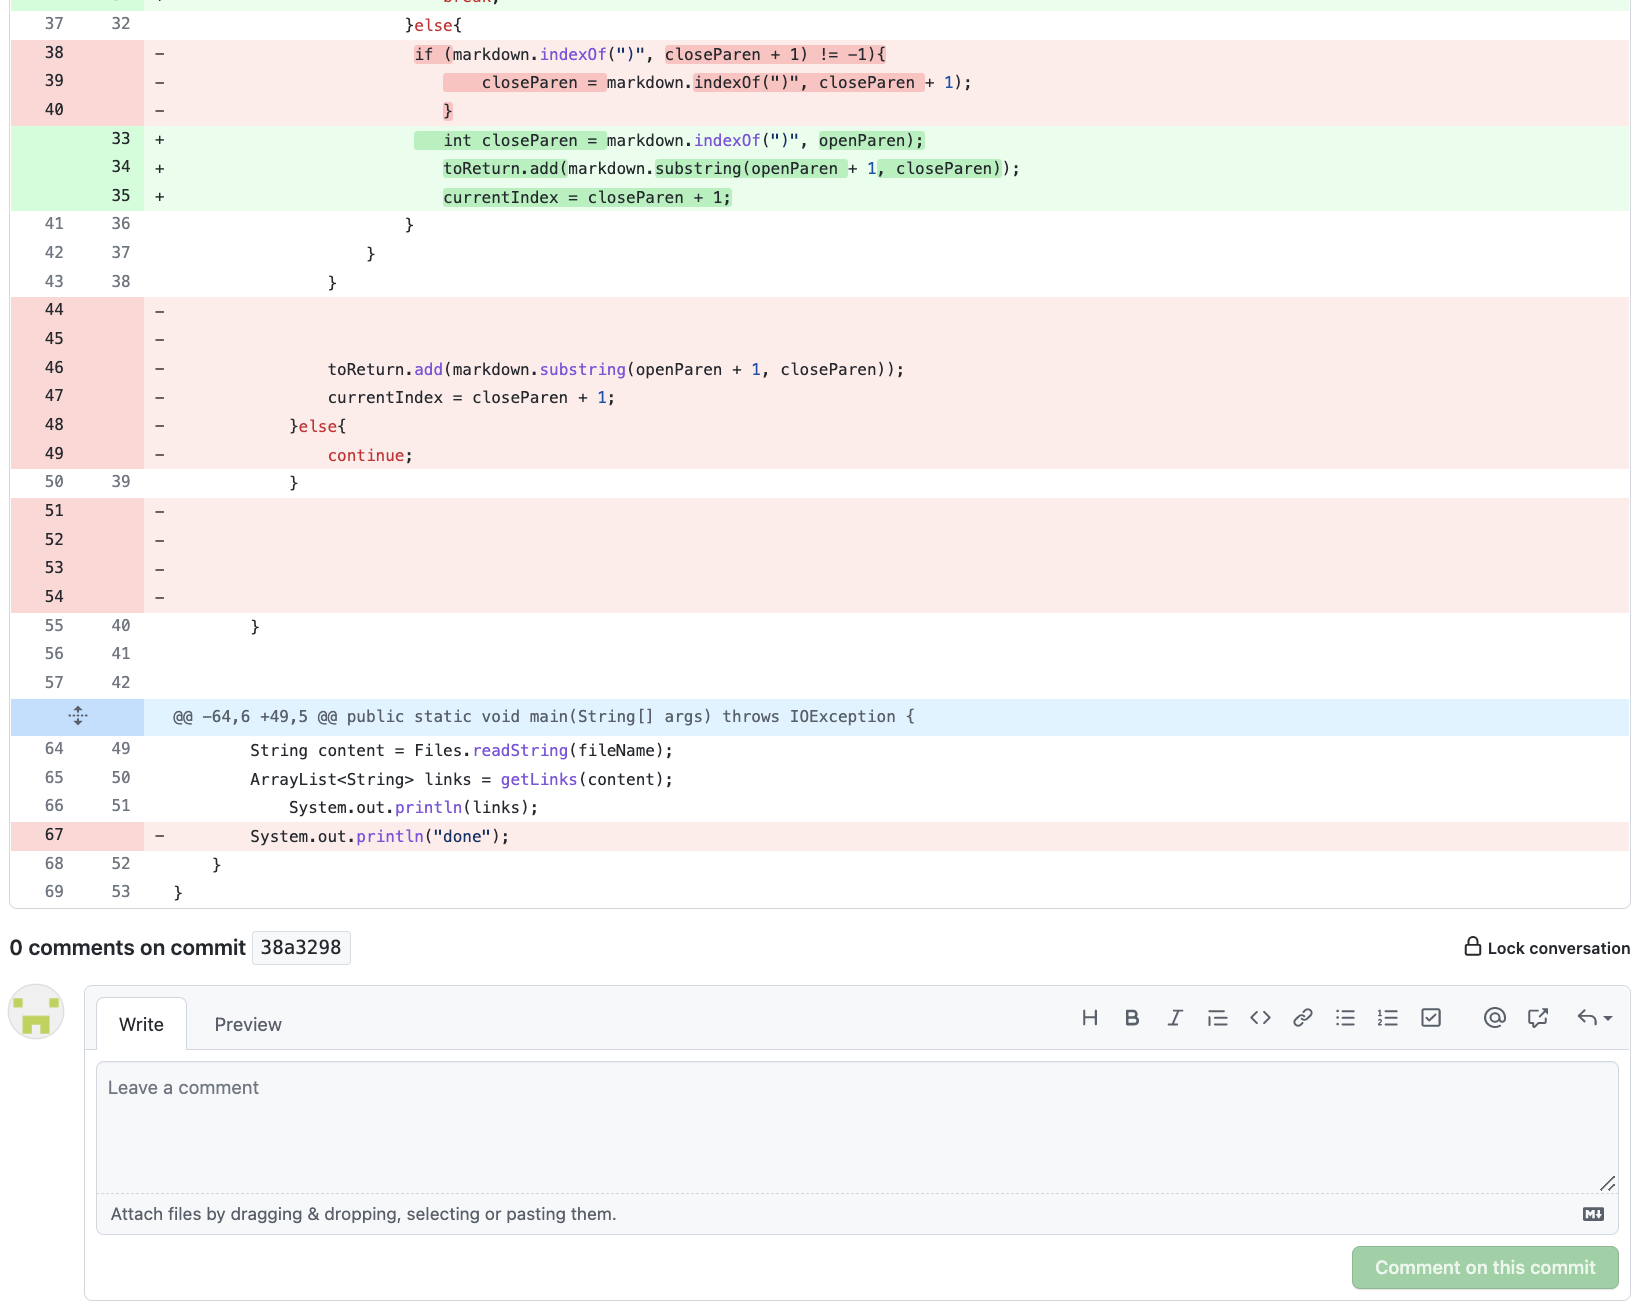 break;
37 32 }else{
38 - if (markdown.indexOf(")", closeParen + 1) != -1){
39 - closeParen = markdown.indexOf(")", closeParen + 1);
40 - }
33 + int closeParen = markdown.indexOf(")", openParen);
34 + toReturn.add(markdown.substring(openParen + 1, closeParen));
35 + currentIndex = closeParen + 1;
41 36 }
42 37 }
43 38 }
44 -
45 -
46 - toReturn.add(markdown.substring(openParen + 1, closeParen));
47 - currentIndex = closeParen + 1;
48 - }else{
49 - continue;
50 39 }
51 -
52 -
53 -
54 -
55 40 }
56 41
57 42
@@ -64,6 +49,5 @@ public static void main(String[] args) throws IOException {
64 49 String content = Files.readString(fileName);
65 50 ArrayList<String> links = getLinks(content);
66 51 System.out.println(links);
67 - System.out.println("done");
68 52 }
69 53 }
0 comments on commit 38a3298 Lock conversation
Write Preview
Leave a comment
Attach files by dragging & dropping, selecting or pasting them.
Comment on this commit